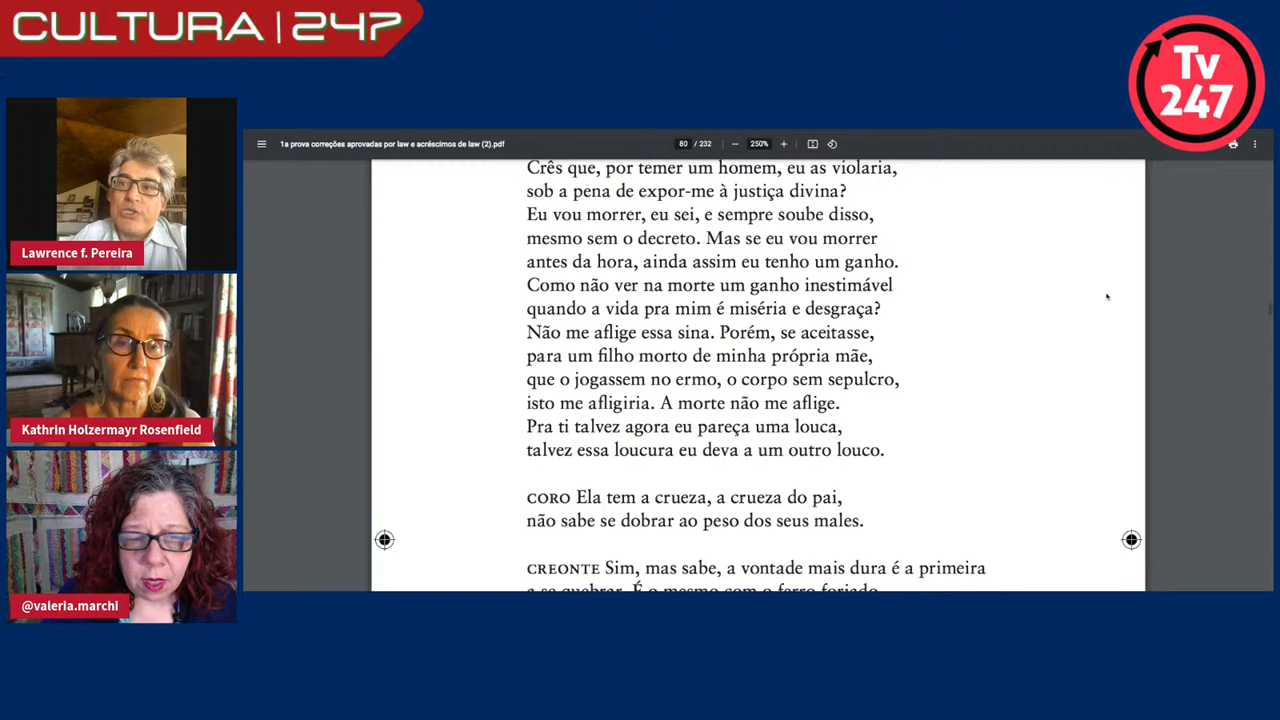 CULTURA | 247
Tv
247
1a prova correções aprovadas por law e acréscimos de law (2).pdf
80 / 232
250%
Crês que, por temer um homem, eu as violaria,
sob a pena de expor-me à justiça divina?
Eu vou morrer, eu sei, e sempre soube disso,
mesmo sem o decreto. Mas se eu vou morrer
antes da hora, ainda assim eu tenho um ganho.
Como não ver na morte um ganho inestimável
quando a vida pra mim é miséria e desgraça?
Não me aflige essa sina. Porém, se aceitasse,
para um filho morto de minha própria mãe,
que o jogassem no ermo, o corpo sem sepulcro,
isto me afligiria. A morte não me aflige.
Pra ti talvez agora eu pareça uma louca,
talvez essa loucura eu deva a um outro louco.
CORO Ela tem a crueza, a crueza do pai,
não sabe se dobrar ao peso dos seus males.
CREONTE Sim, mas sabe, a vontade mais dura é a primeira
a se quebrar. É o mesmo com o ferro forjado
Lawrence f. Pereira
Kathrin Holzermayr Rosenfield
@valeria.marchi